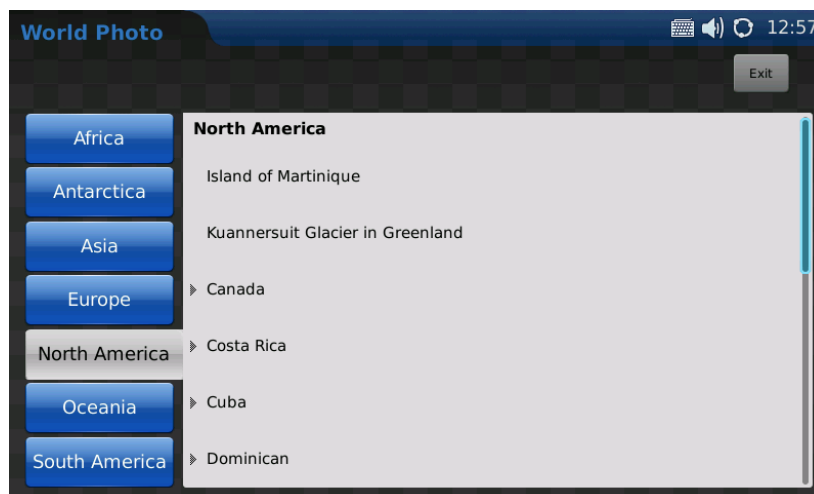 World Photo
12:57
Exit
Africa
Antarctica
Asia
Europe
North America
Oceania
South America
North America
Island of Martinique
Kuannersuit Glacier in Greenland
Canada
Costa Rica
Cuba
Dominican